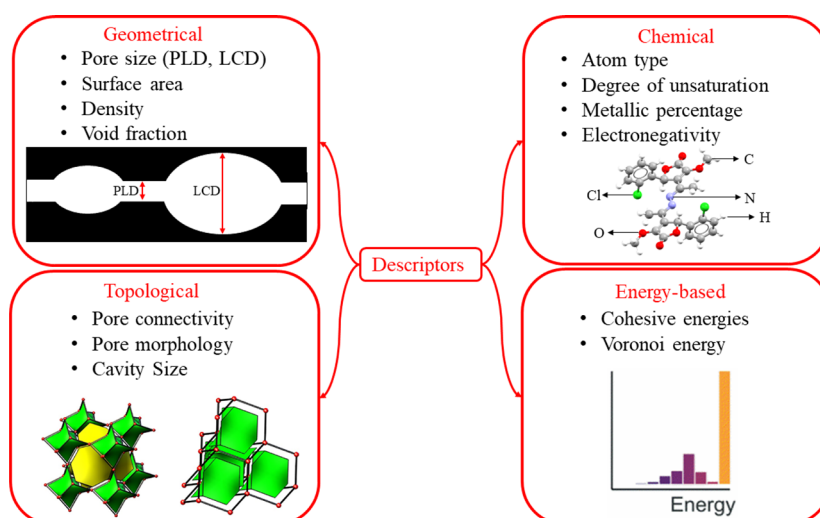 Geometrical
• Pore size (PLD, LCD)
• Surface area
• Density
• Void fraction
PLD
LCD
Chemical
• Atom type
• Degree of unsaturation
• Metallic percentage
• Electronegativity
C
Cl
N
H
O
Descriptors
Topological
• Pore connectivity
• Pore morphology
• Cavity Size
Energy-based
• Cohesive energies
• Voronoi energy
Energy